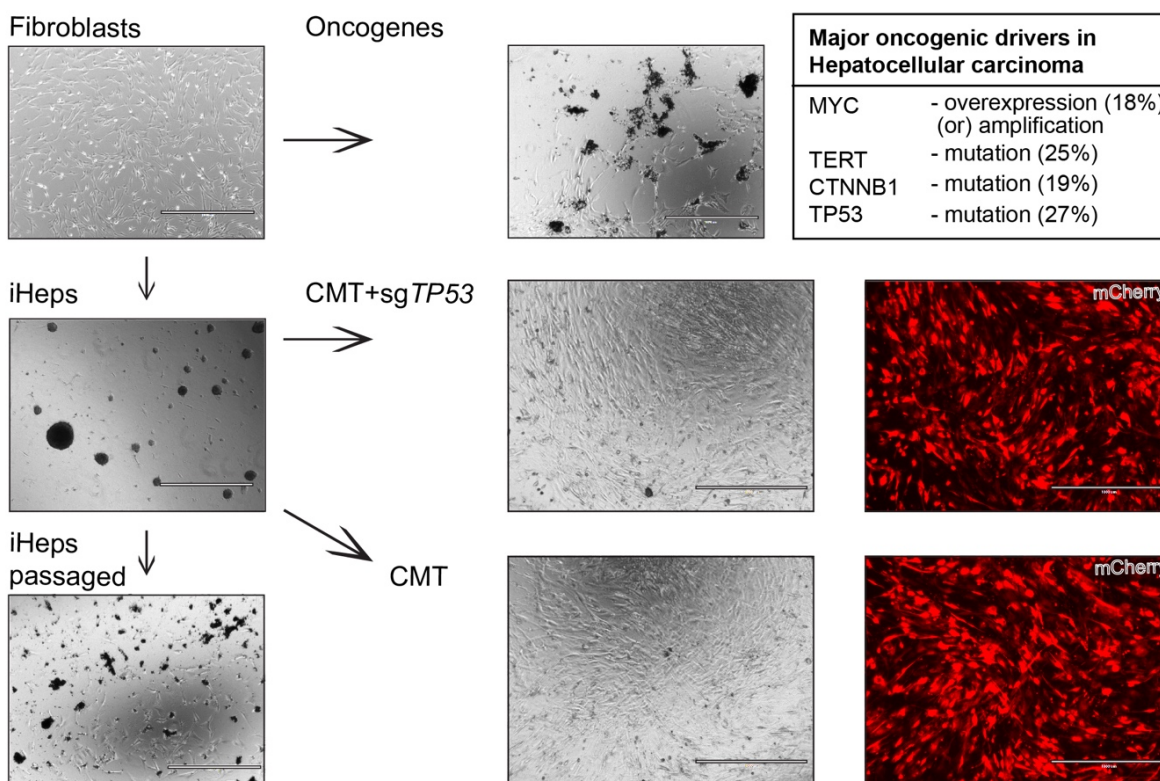 Fibroblasts
Oncogenes
Major oncogenic drivers in
Hepatocellular carcinoma
MYC - overexpression (18%)
(or) amplification
TERT - mutation (25%)
CTNNB1 - mutation (19%)
TP53 - mutation (27%)
iHeps
CMT+sgTP53
mCherry
iHeps
passaged
CMT
mCherry